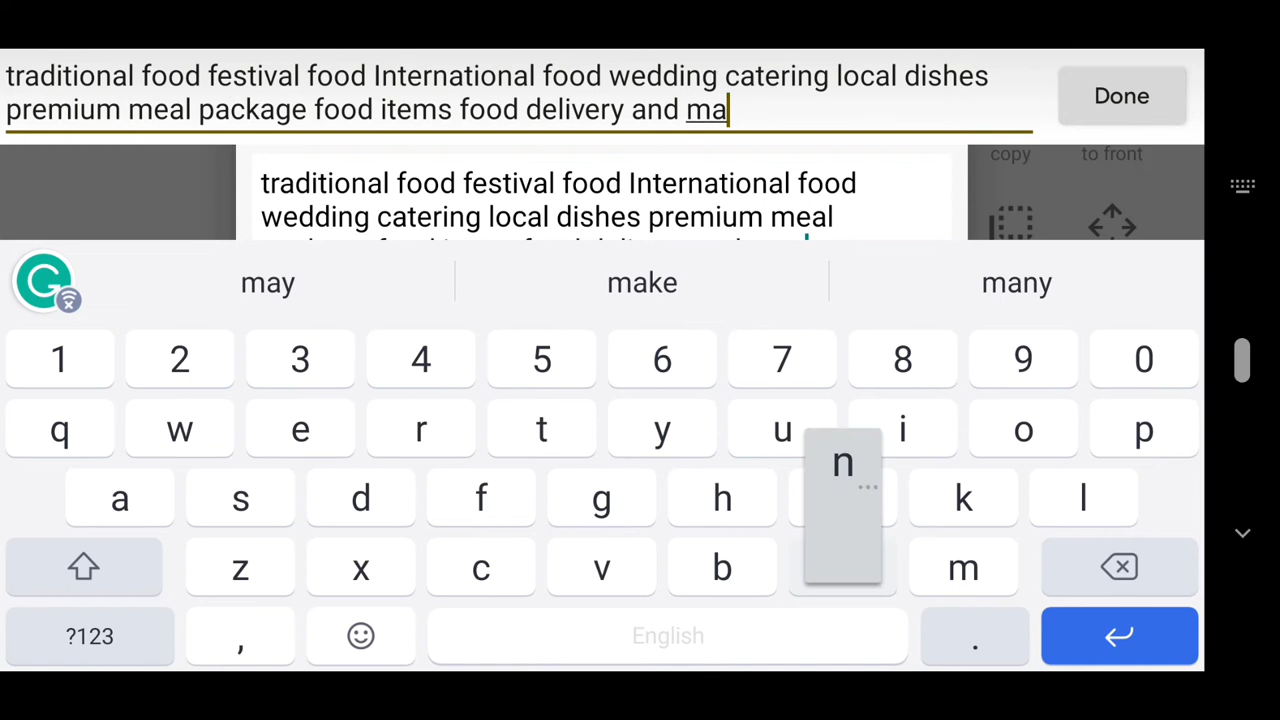 traditional food festival food International food wedding catering local dishes
premium meal package food items food delivery and ma
Done
copy to front
traditional food festival food International food
wedding catering local dishes premium meal
may make many
1 2 3 4 5 6 7 8 9 0
q w e r t y u i o p
a s d f g h k l
n
z x c v b m
?123 , English .